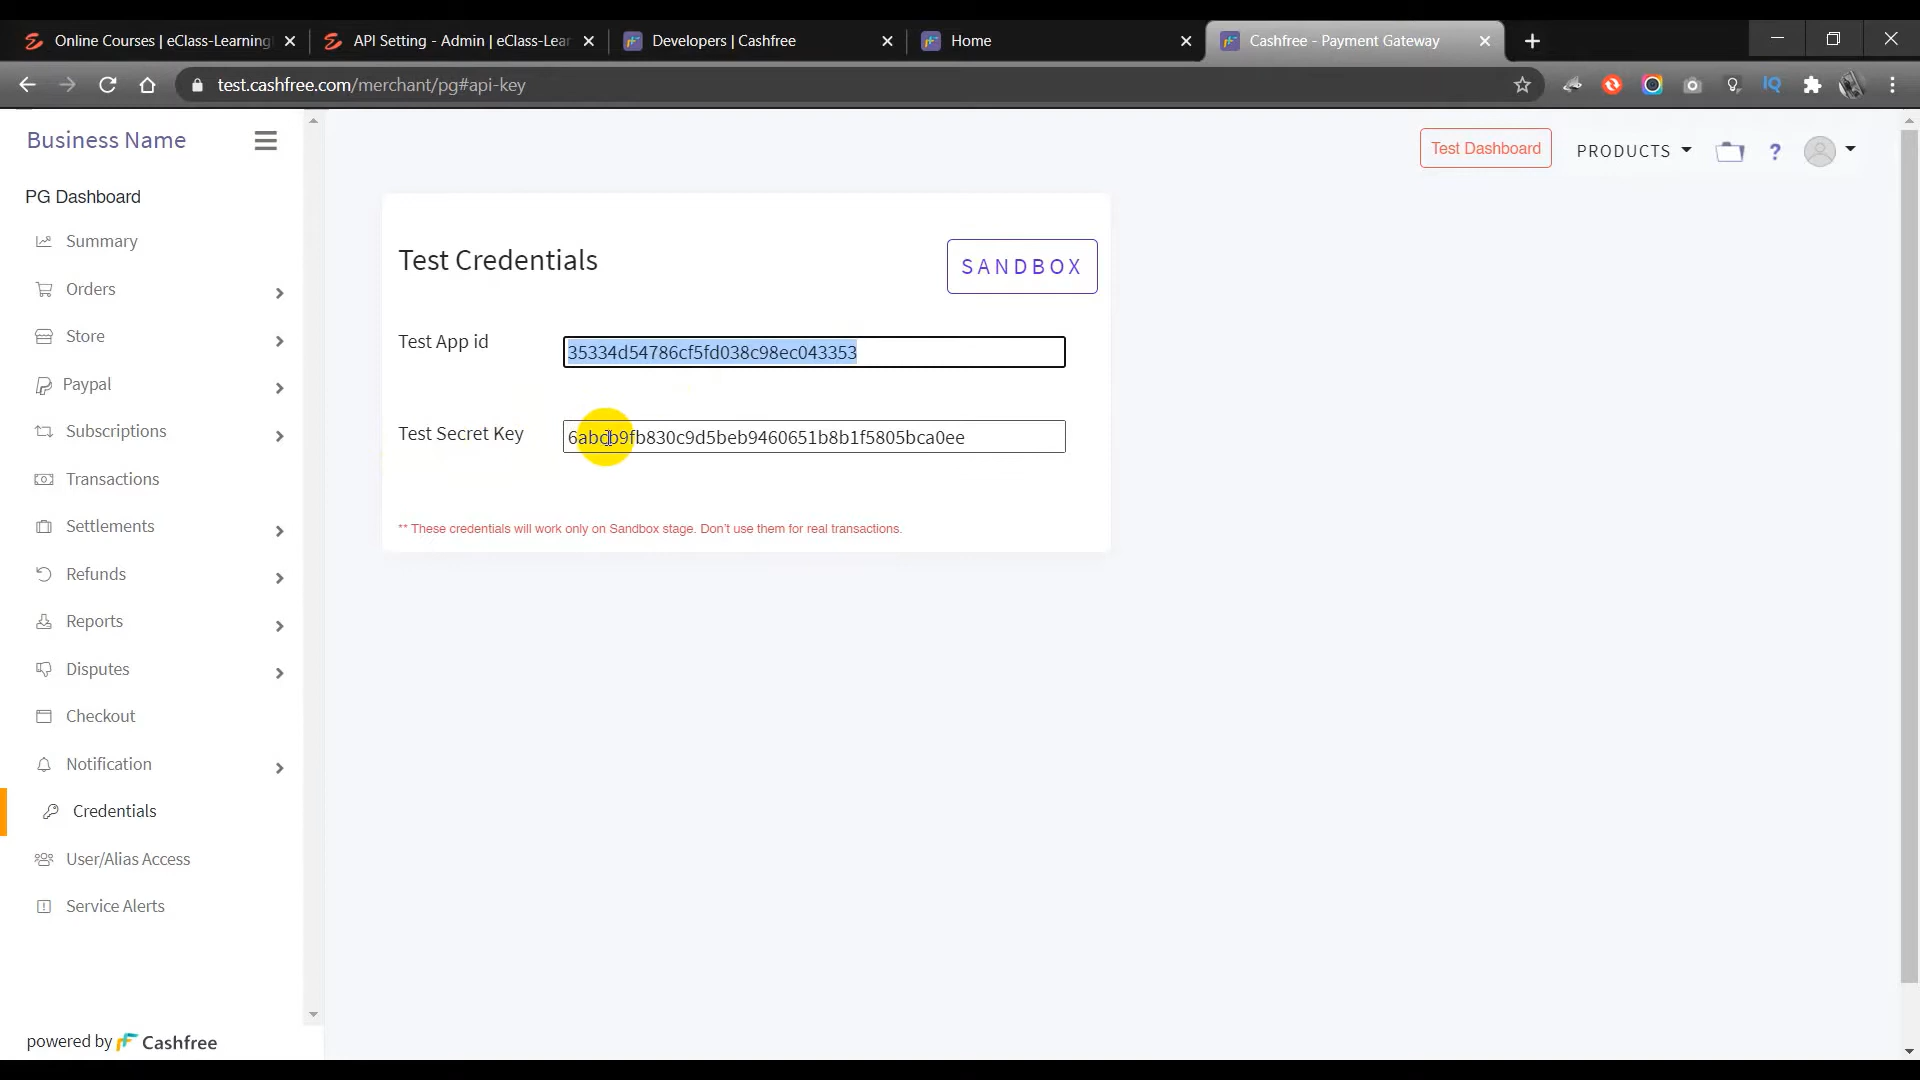 Online Courses | eClass-Learning
API Setting - Admin | eClass-Lear
Developers | Cashfree
Home
Cashfree - Payment Gateway
test.cashfree.com/merchant/pg#api-key
Business Name
Test Dashboard
PRODUCTS
?
PG Dashboard
Summary
Orders
Store
Paypal
Subscriptions
Transactions
Settlements
Refunds
Reports
Disputes
Checkout
Notification
Credentials
User/Alias Access
Service Alerts
powered by Cashfree
Test Credentials
SANDBOX
Test App id
35334d54786cf5fd038c98ec043353
Test Secret Key
6abcb9fb830c9d5beb9460651b8b1f5805bca0ee
** These credentials will work only on Sandbox stage. Don't use them for real transactions.